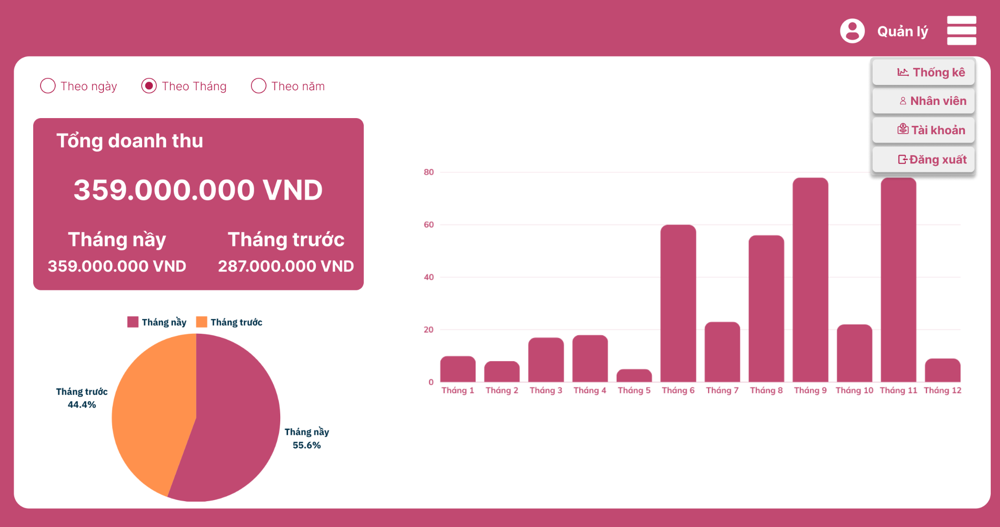 Quản lý
Thống kê
Nhân viên
Tài khoản
Đăng xuất
Theo ngày
Theo Tháng
Theo năm
Tổng doanh thu
359.000.000 VND
Tháng nầy
Tháng trước
359.000.000 VND
287.000.000 VND
Tháng nầy
Tháng trước
Tháng trước
44.4%
Tháng nầy
55.6%
80
60
40
20
0
Tháng 1
Tháng 2
Tháng 3
Tháng 4
Tháng 5
Tháng 6
Tháng 7
Tháng 8
Tháng 9
Tháng 10
Tháng 11
Tháng 12